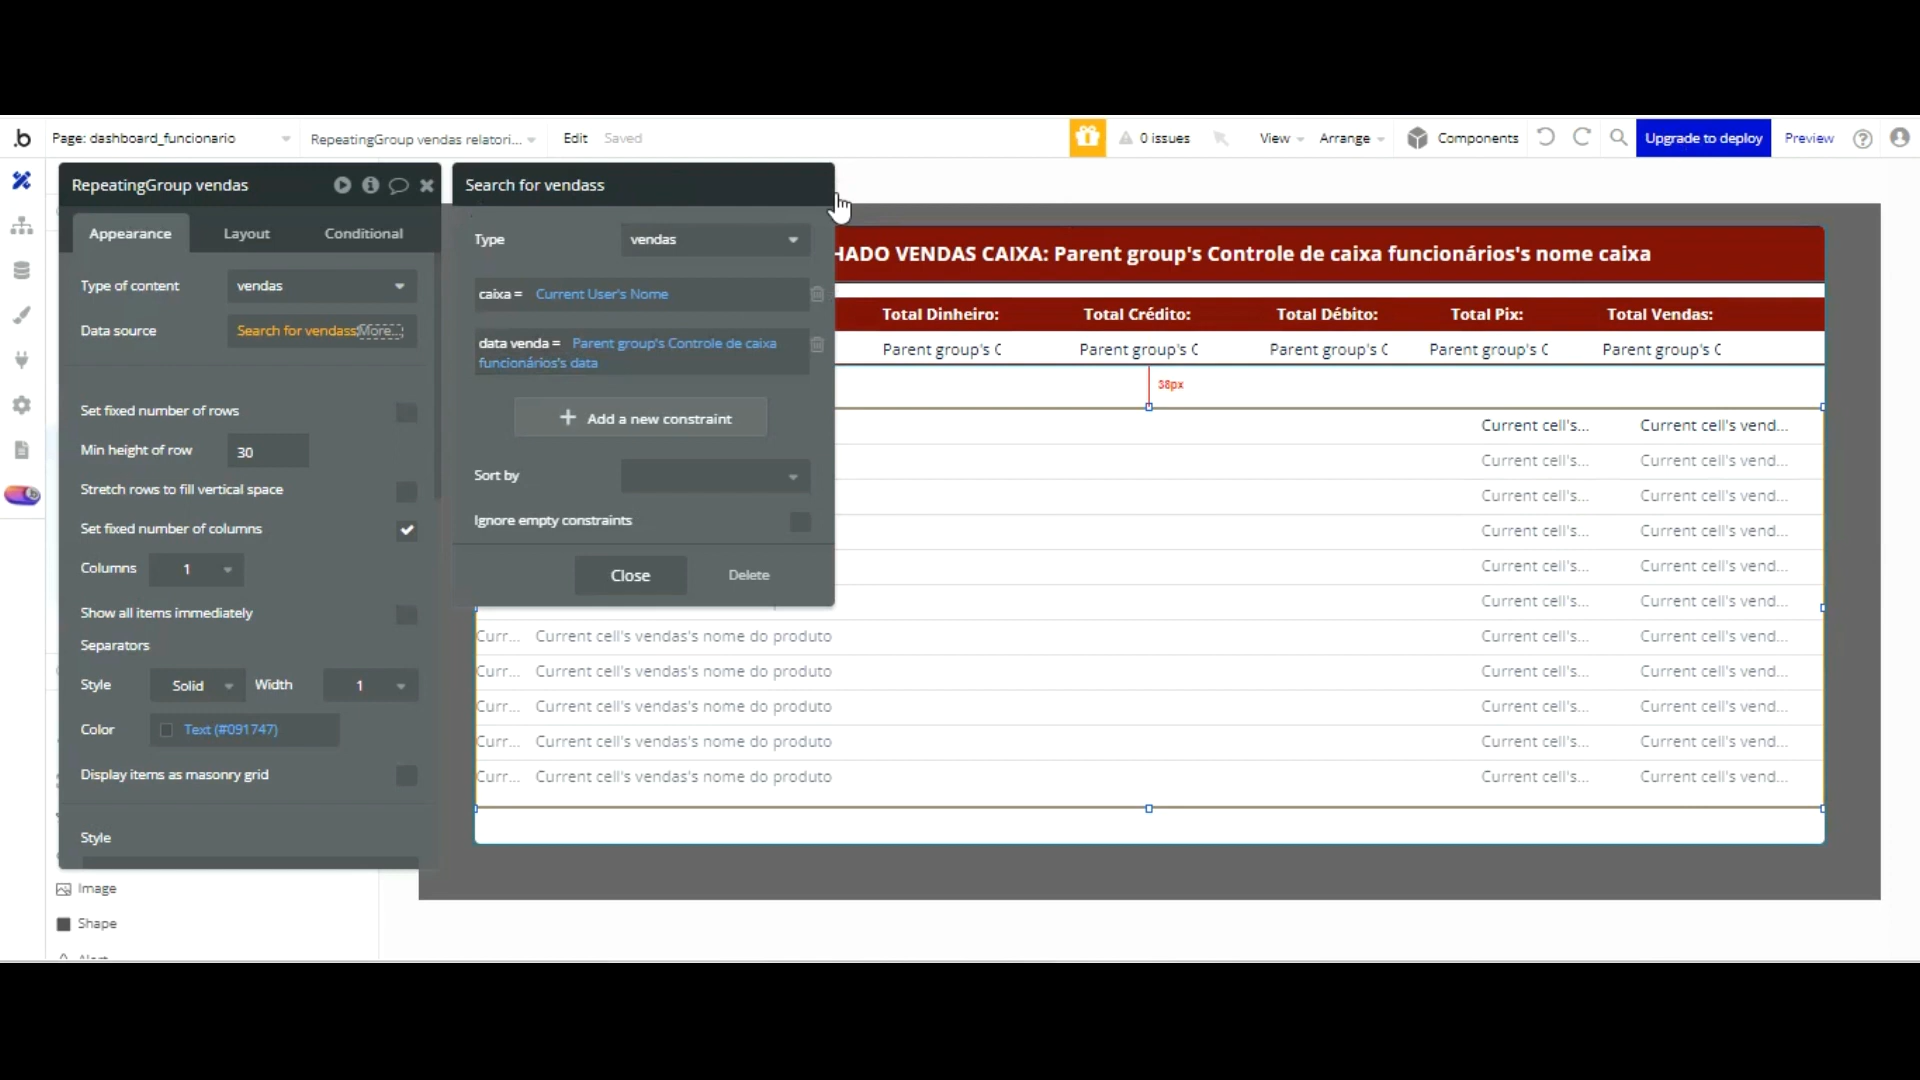 b Page: dashboard_funcionario RepeatingGroup vendas relatori... Edit Saved 0 issues View Arrange Components Upgrade to deploy Preview
RepeatingGroup vendas
Appearance Layout Conditional
Type of content vendas
Data source Search for vendass More...
Set fixed number of rows
Min height of row 30
Stretch rows to fill vertical space
Set fixed number of columns
Columns 1
Show all items immediately
Separators
Style Solid Width 1
Color Text (#091747)
Display items as masonry grid
Style
Image
Shape
Search for vendass
Type vendas
caixa = Current User's Nome
data venda = Parent group's Controle de caixa
funcionários's data
+ Add a new constraint
Sort by
Ignore empty constraints
Close Delete
VENDAS CAIXA: Parent group's Controle de caixa funcionários's nome caixa
Total Dinheiro: Total Crédito: Total Débito: Total Pix: Total Vendas:
Parent group's C Parent group's C Parent group's C Parent group's C Parent group's C
38px
Current cell's... Current cell's vend...
Current cell's... Current cell's vend...
Current cell's... Current cell's vend...
Current cell's... Current cell's vend...
Current cell's... Current cell's vend...
Current cell's... Current cell's vend...
Curr... Current cell's vendas's nome do produto Current cell's... Current cell's vend...
Curr... Current cell's vendas's nome do produto Current cell's... Current cell's vend...
Curr... Current cell's vendas's nome do produto Current cell's... Current cell's vend...
Curr... Current cell's vendas's nome do produto Current cell's... Current cell's vend...
Curr... Current cell's vendas's nome do produto Current cell's... Current cell's vend...